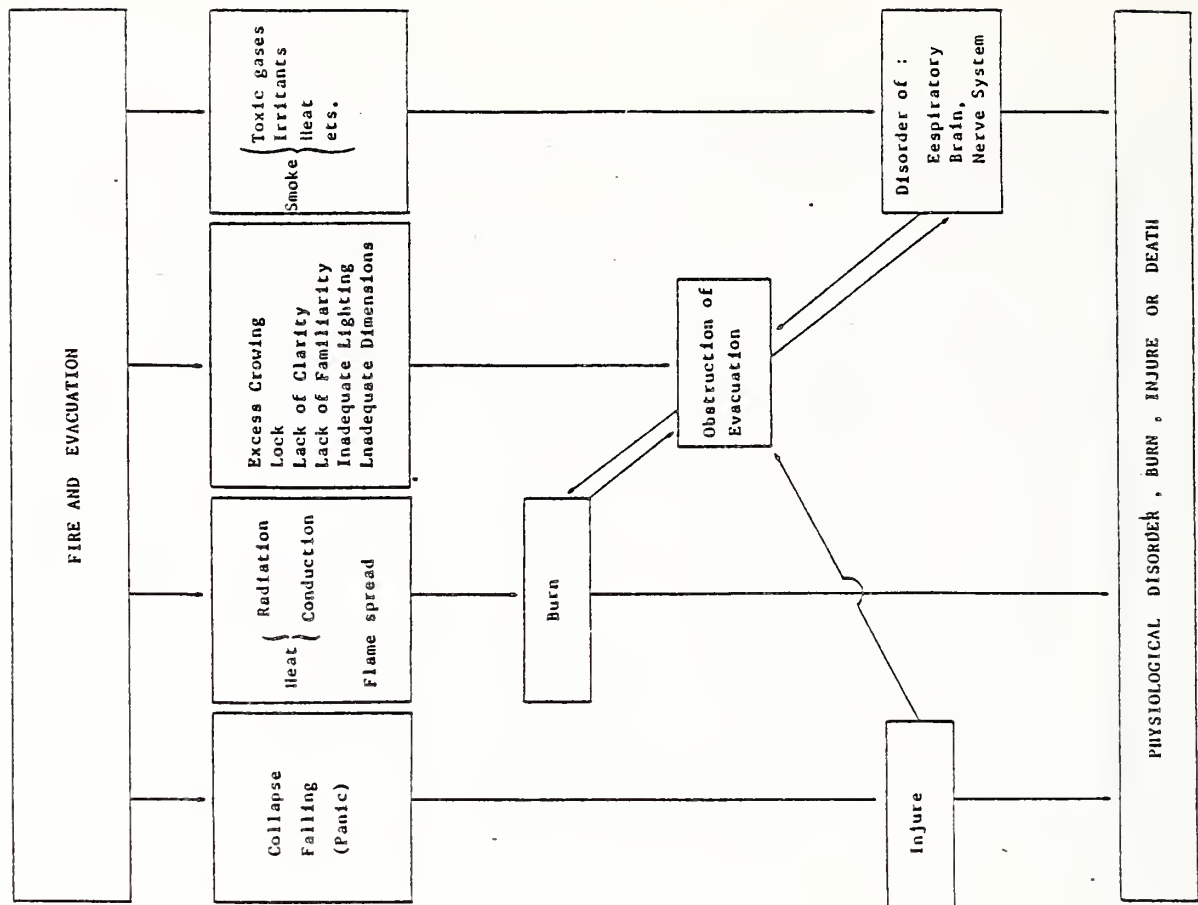 FIRE AND EVACUATION
Collapse
Falling
(Panic)
Heat { Radiation
Conduction
Flame spread
Excess Crowing
Lock
Lack of Clarity
Lack of Familiarity
Inadequate Lighting
Lnadequate Dimensions
Smoke { Toxic gases
Irritants
Heat
ets.
Burn
Obstruction of
Evacuation
Injure
Disorder of :
Eespiratory
Brain,
Nerve System
PHYSIOLOGICAL DISORDER , BURN , INJURE OR DEATH